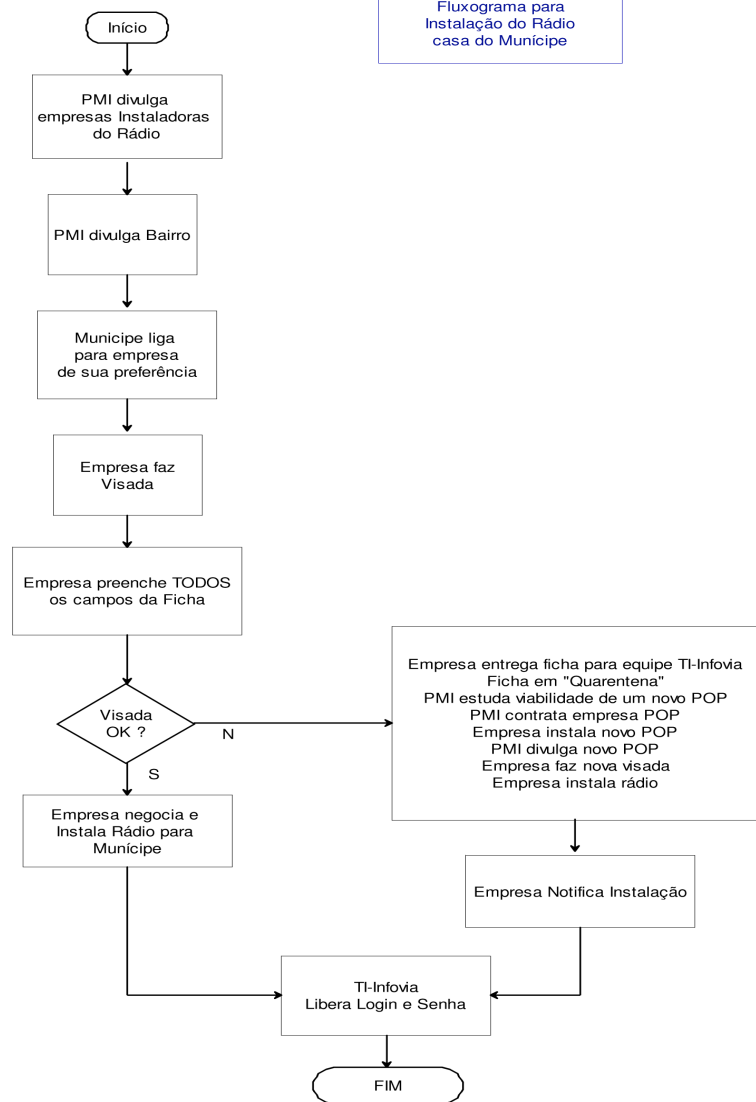 Fluxograma para
Instalação do Rádio
casa do Munícipe
Início
PMI divulga
empresas Instaladoras
do Rádio
PMI divulga Bairro
Municipe liga
para empresa
de sua preferência
Empresa faz
Visada
Empresa preenche TODOS
os campos da Ficha
Visada
OK ?
N
S
Empresa entrega ficha para equipe TI-Infovia
Ficha em "Quarentena"
PMI estuda viabilidade de um novo POP
PMI contrata empresa POP
Empresa instala novo POP
PMI divulga novo POP
Empresa faz nova visada
Empresa instala rádio
Empresa negocia e
Instala Rádio para
Munícipe
Empresa Notifica Instalação
TI-Infovia
Libera Login e Senha
FIM